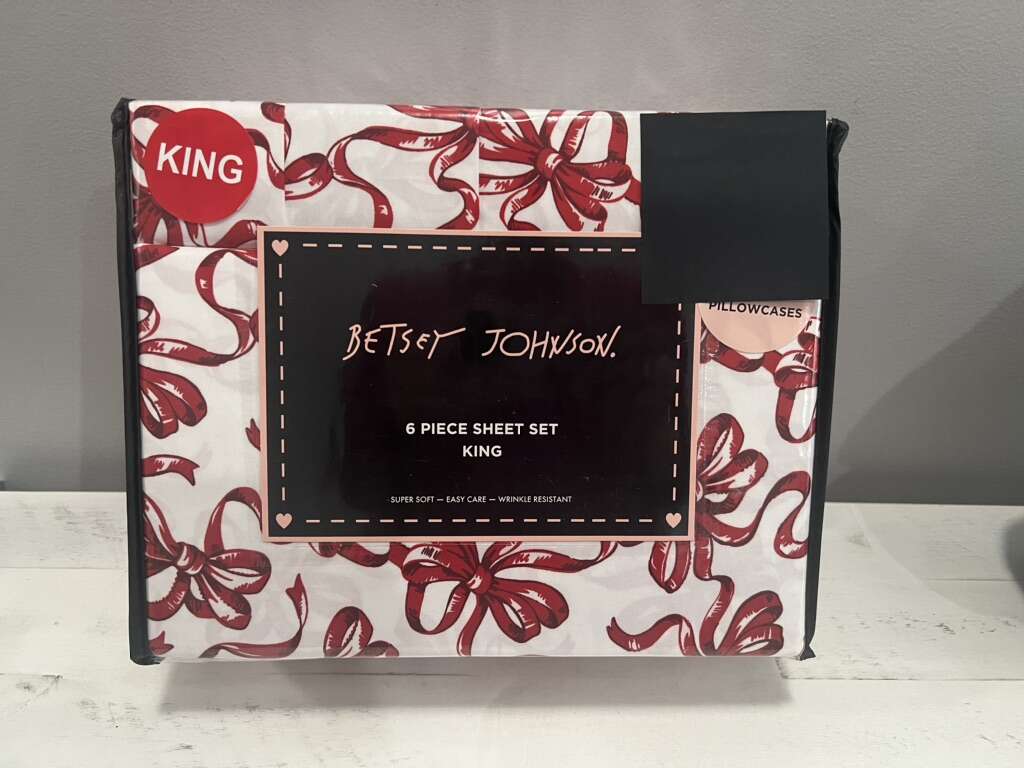 KING
BETSEY JOHNSON.
PILLOWCASES
6 PIECE SHEET SET
KING
SUPER SOFT — EASY CARE — WRINKLE RESISTANT